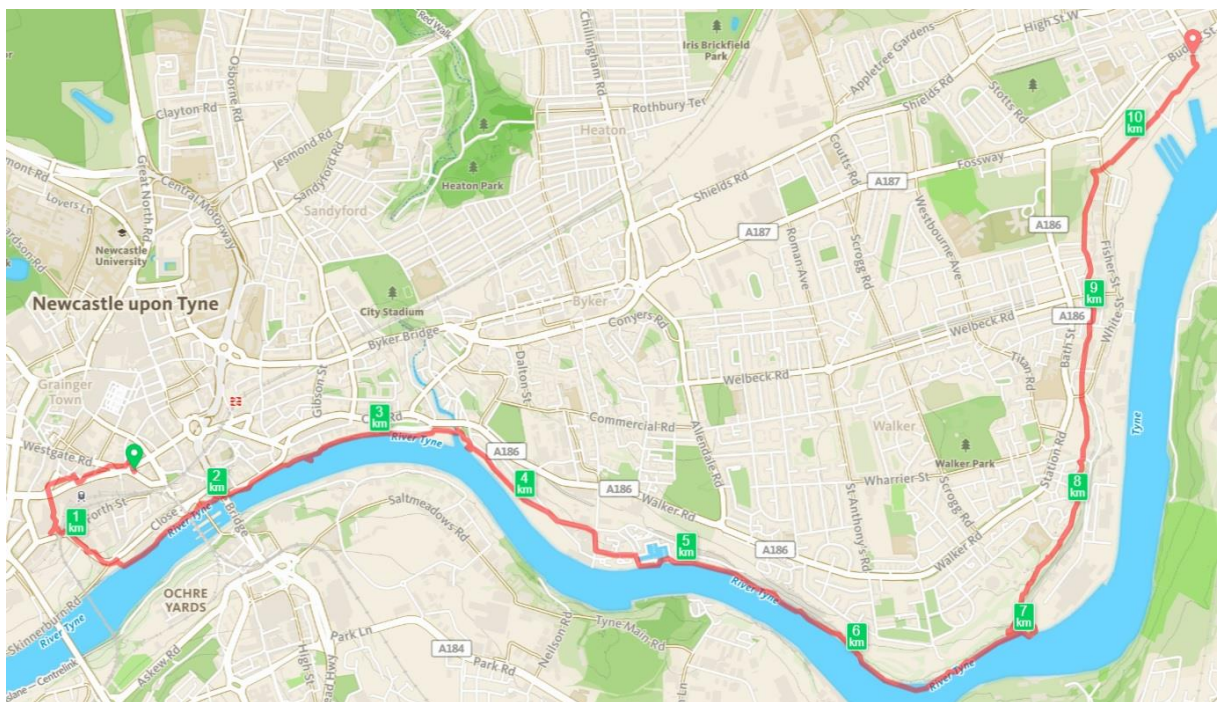 Red Walk
Chillingham Rd
Iris Brickfield
Park
Appletree Gardens
High St W
Shields Rd
Stotts Rd
Osborne Rd
Clayton Rd
Jesmond Rd
Rothbury Ter
Heaton
10
km
Fossway
Great North Rd
Sandyford Rd
Central Motorway
Lovers Ln
Heaton Park
Shields Rd
Coutts Rd
A187
Sandyford
Westbourne Ave
A186
Newcastle
University
A187
Roman Ave
Scrogg Rd
Fisher St
9
km
Newcastle upon Tyne
City Stadium
Byker
Conyers Rd
Welbeck Rd
A186
White St
Byker Bridge
Dalton St
Bath St
Titan Rd
Grainger
Town
Gibson St
Welbeck Rd
Tyne
3
km
Commercial Rd
Walker
Westgate Rd
River Tyne
A186
Allendale Rd
Walker Park
Station Rd
2
km
4
km
A186
Wharrier St
8
km
Forth St
Close
Saltmeadows Rd
Walker Rd
St Anthony's Rd
Scrogg Rd
1
km
River Tyne
Bridge
5
km
A186
Walker Rd
OCHRE
YARDS
River Tyne
7
km
Skinnerburn Rd
River Tyne
Neilson Rd
Tyne Main Rd
6
km
Park Ln
A184
Park Rd
High St
Askew Rd
River Tyne